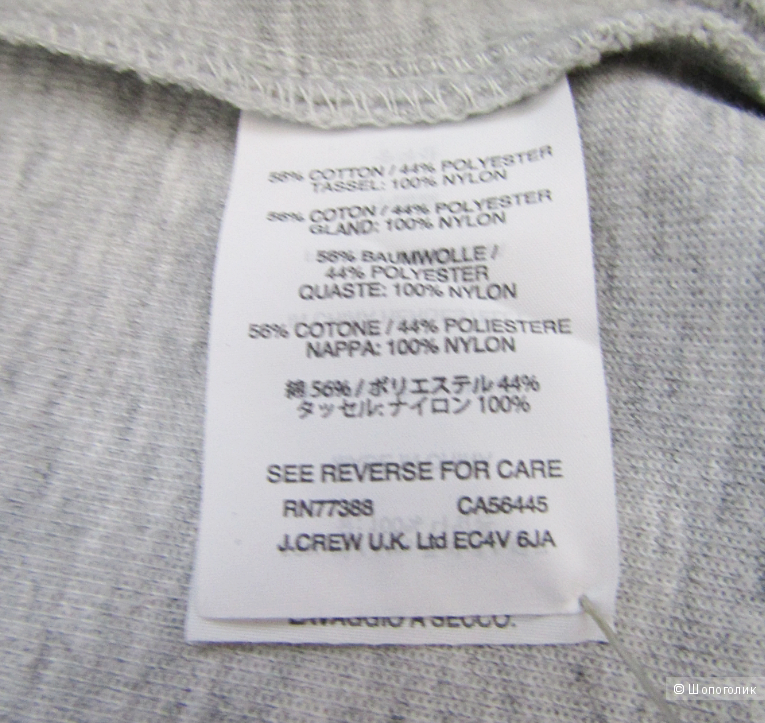 56% COTTON / 44% POLYESTER
TASSEL: 100% NYLON
56% COTON / 44% POLYESTER
GLAND: 100% NYLON
56% BAUMWOLLE /
44% POLYESTER
QUASTE: 100% NYLON
56% COTONE / 44% POLIESTERE
NAPPA: 100% NYLON
綿 56% / ポリエステル 44%
タッセル: ナイロン 100%
SEE REVERSE FOR CARE
RN77388 CA56445
J.CREW U.K. Ltd EC4V 6JA
LAVAGGIO A SECCO.
© Шопоголик